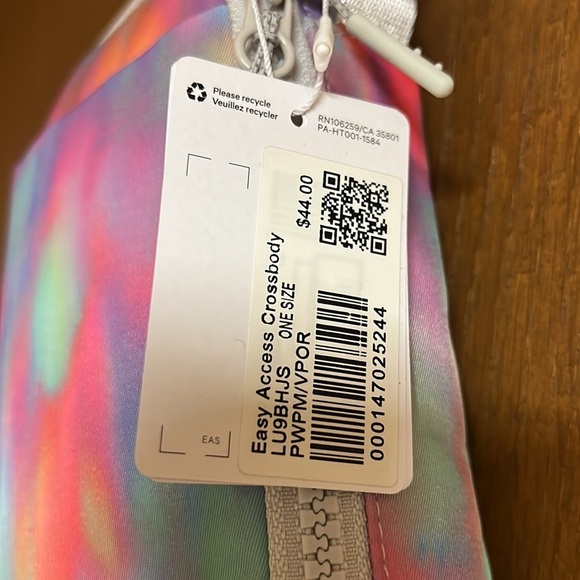 Please recycle
Veuillez recycler
RN106259/CA 35801
PA-HT001-1584
$44.00
Easy Access Crossbody
LU9BHJS ONE SIZE
PWPM/VPOR
000147025244
EAS